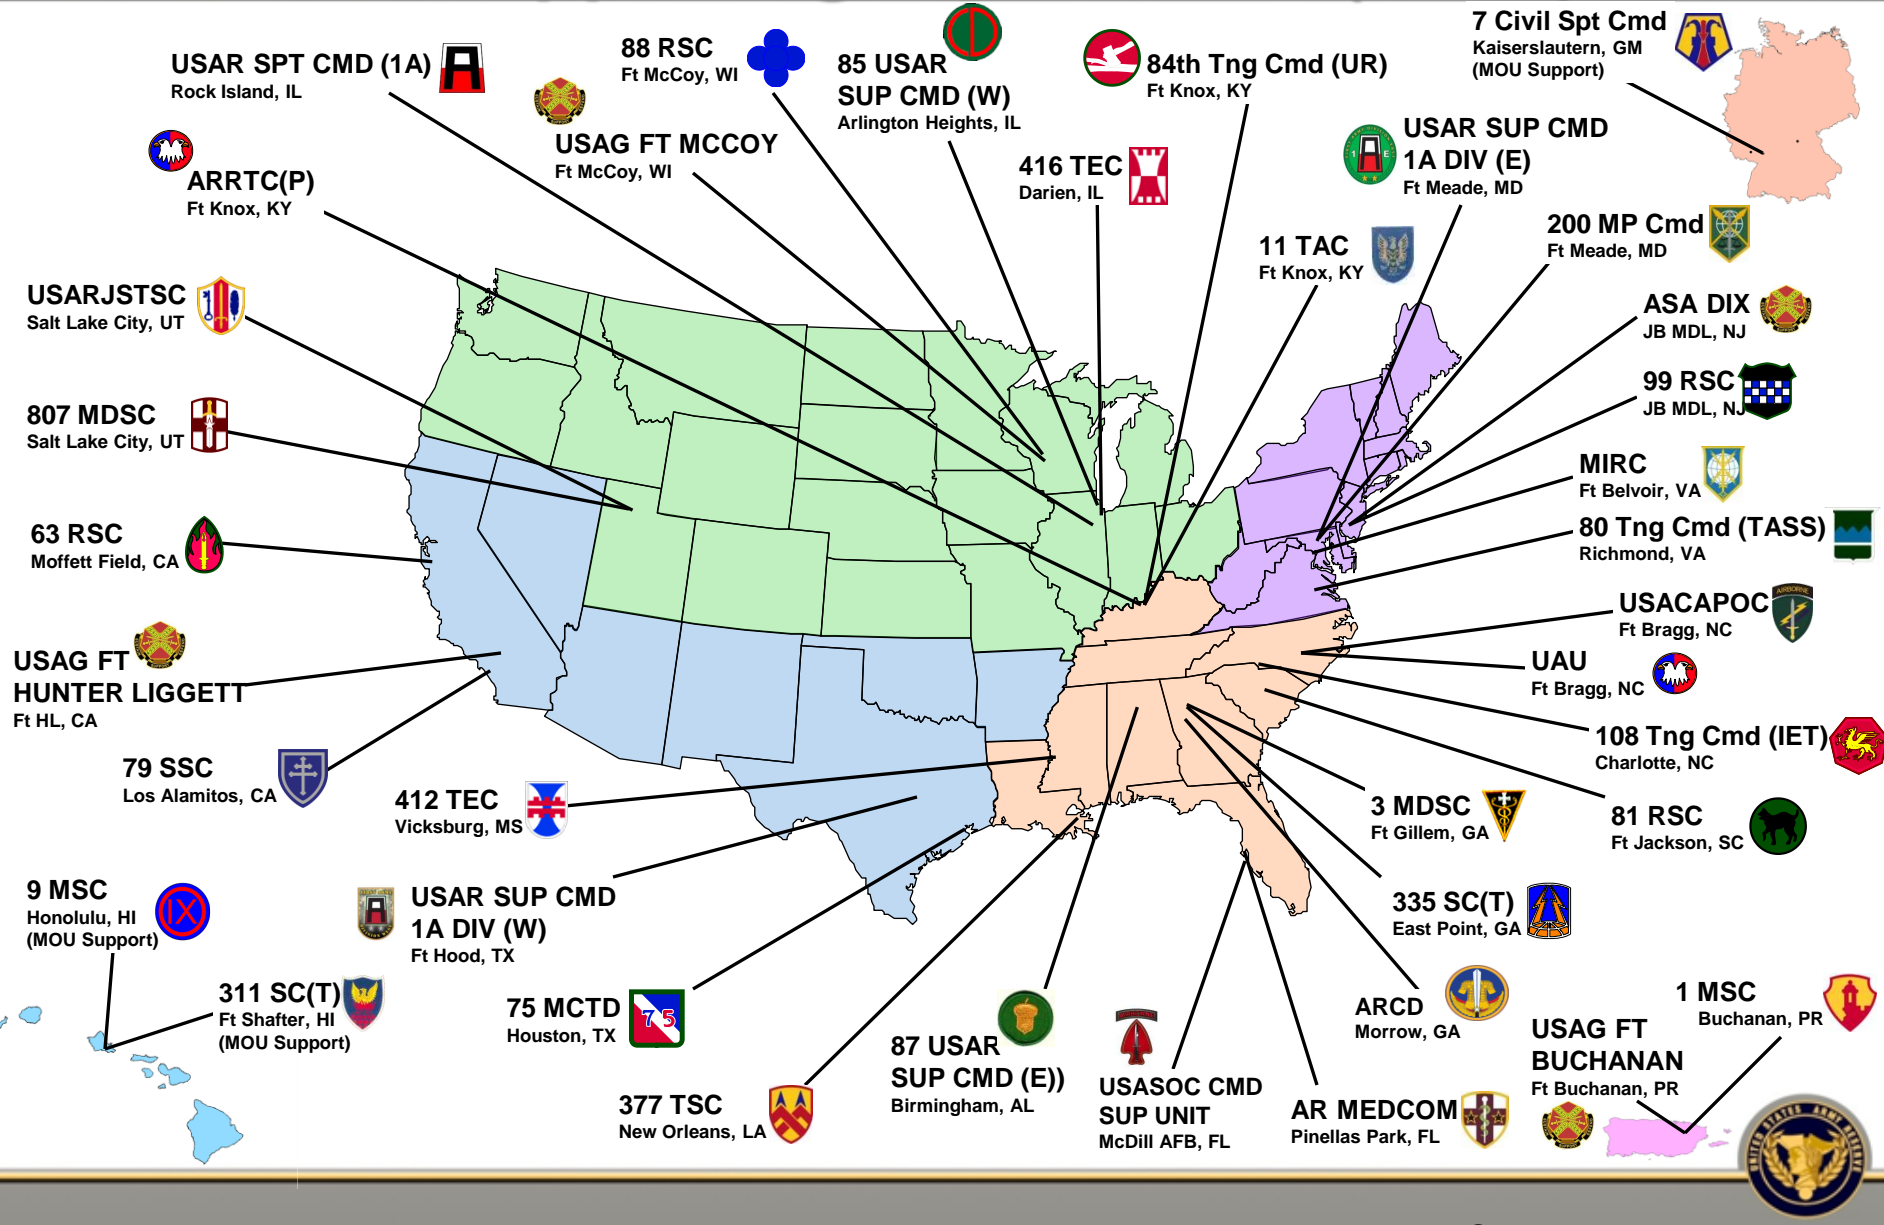 USAR SPT CMD (1A)
Rock Island, IL
88 RSC
Ft McCoy, WI
85 USAR
SUP CMD (W)
Arlington Heights, IL
84th Tng Cmd (UR)
Ft Knox, KY
7 Civil Spt Cmd
Kaiserslautern, GM
(MOU Support)
USAG FT MCCOY
Ft McCoy, WI
ARRTC(P)
Ft Knox, KY
416 TEC
Darien, IL
USAR SUP CMD
1A DIV (E)
Ft Meade, MD
11 TAC
Ft Knox, KY
200 MP Cmd
Ft Meade, MD
USARJSTSC
Salt Lake City, UT
ASA DIX
JB MDL, NJ
807 MDSC
Salt Lake City, UT
99 RSC
JB MDL, NJ
MIRC
Ft Belvoir, VA
63 RSC
Moffett Field, CA
80 Tng Cmd (TASS)
Richmond, VA
USACAPOC
Ft Bragg, NC
AIRBORNE
USAG FT
HUNTER LIGGETT
Ft HL, CA
UAU
Ft Bragg, NC
108 Tng Cmd (IET)
Charlotte, NC
79 SSC
Los Alamitos, CA
412 TEC
Vicksburg, MS
3 MDSC
Ft Gillem, GA
81 RSC
Ft Jackson, SC
9 MSC
Honolulu, HI
(MOU Support)
IX
USAR SUP CMD
1A DIV (W)
Ft Hood, TX
335 SC(T)
East Point, GA
311 SC(T)
Ft Shafter, HI
(MOU Support)
75 MCTD
Houston, TX
75
87 USAR
SUP CMD (E))
Birmingham, AL
ARCD
Morrow, GA
1 MSC
Buchanan, PR
USAG FT
BUCHANAN
Ft Buchanan, PR
377 TSC
New Orleans, LA
USASOC CMD
SUP UNIT
McDill AFB, FL
AR MEDCOM
Pinellas Park, FL
UNITED STATES ARMY RESERVE